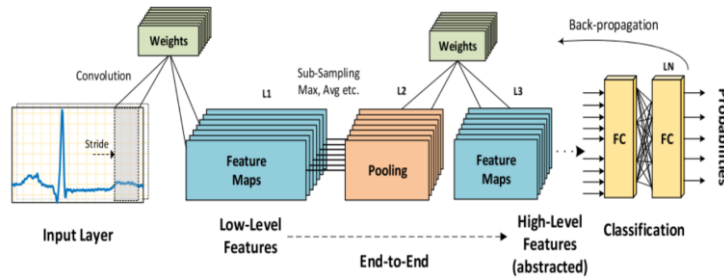 Weights
Weights
Back-propagation
Convolution
Sub-Sampling
Max, Avg etc.
L1
L2
L3
LN
Stride
Feature
Maps
Pooling
Feature
Maps
FC
FC
Probabilities
Input Layer
Low-Level
Features
End-to-End
High-Level
Features
(abstracted)
Classification